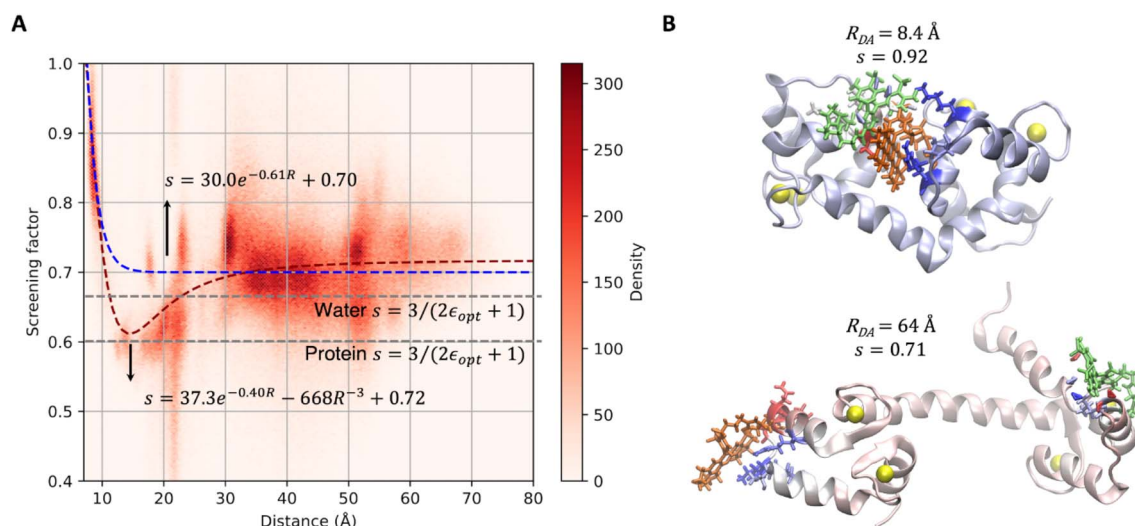 A
B
1.0
0.9
0.8
0.7
0.6
0.5
0.4
Screening factor
10
20
30
40
50
60
70
80
Distance (Å)
s = 30.0e^{−0.61R} + 0.70
Water s = 3/(2ϵ_{opt} + 1)
Protein s = 3/(2ϵ_{opt} + 1)
s = 37.3e^{−0.40R} − 668R^{−3} + 0.72
300
250
200
150
100
50
0
Density
R_{DA} = 8.4 Å
s = 0.92
R_{DA} = 64 Å
s = 0.71